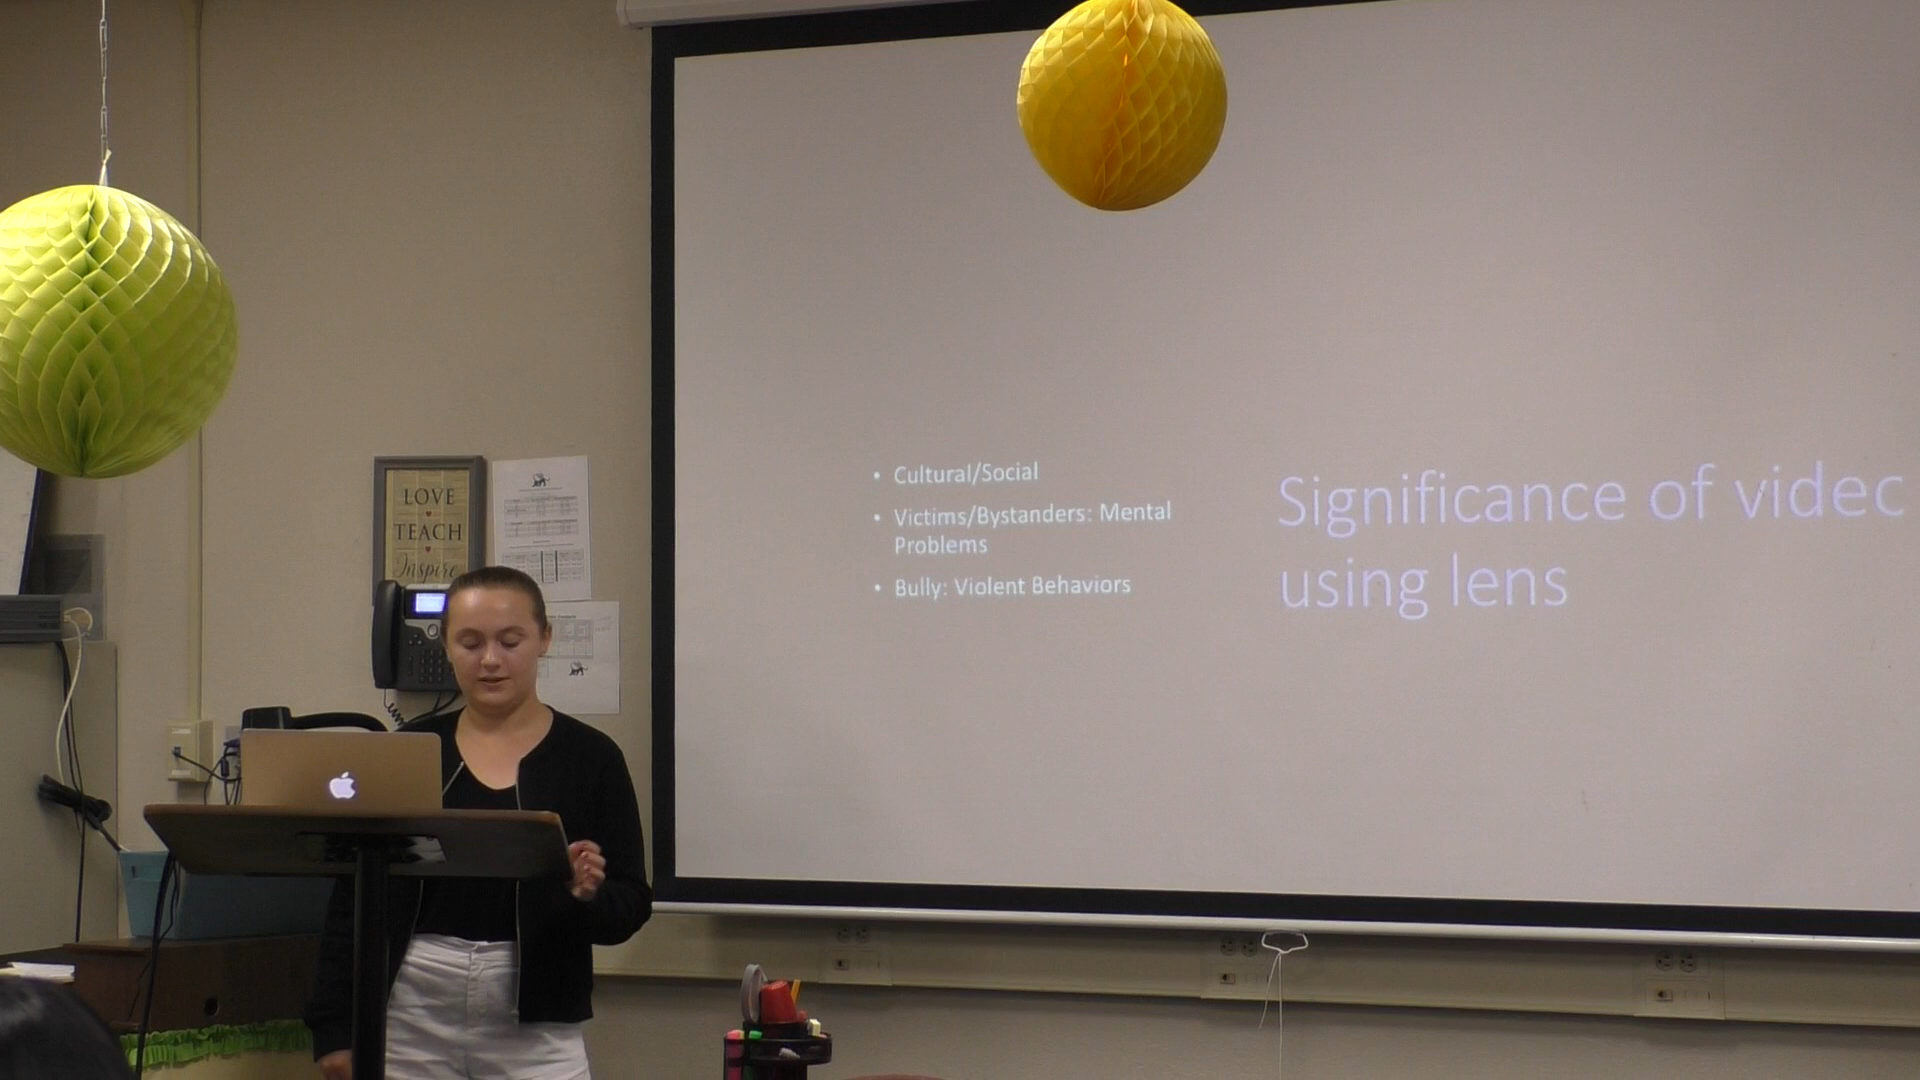 LOVE
TEACH
Inspire
• Cultural/Social
• Victims/Bystanders: Mental
Problems
• Bully: Violent Behaviors
Significance of videc
using lens